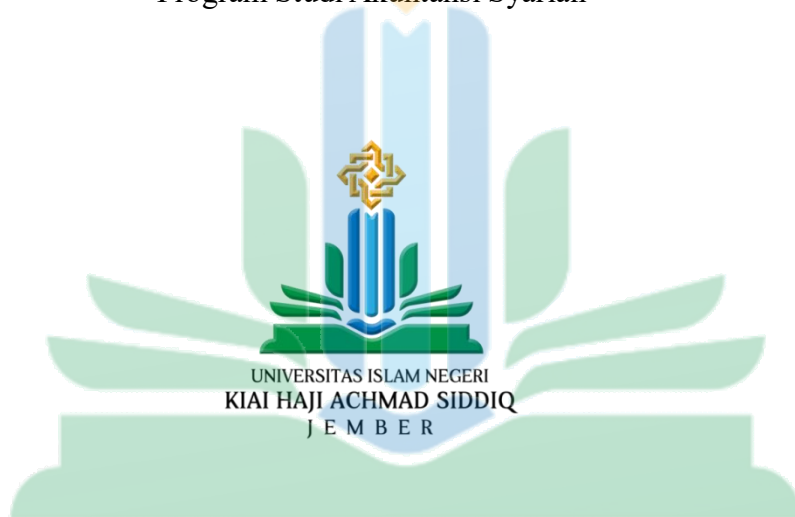 Program Studi Akuntansi Syariah
UNIVERSITAS ISLAM NEGERI
KIAI HAJI ACHMAD SIDDIQ
JEMBER